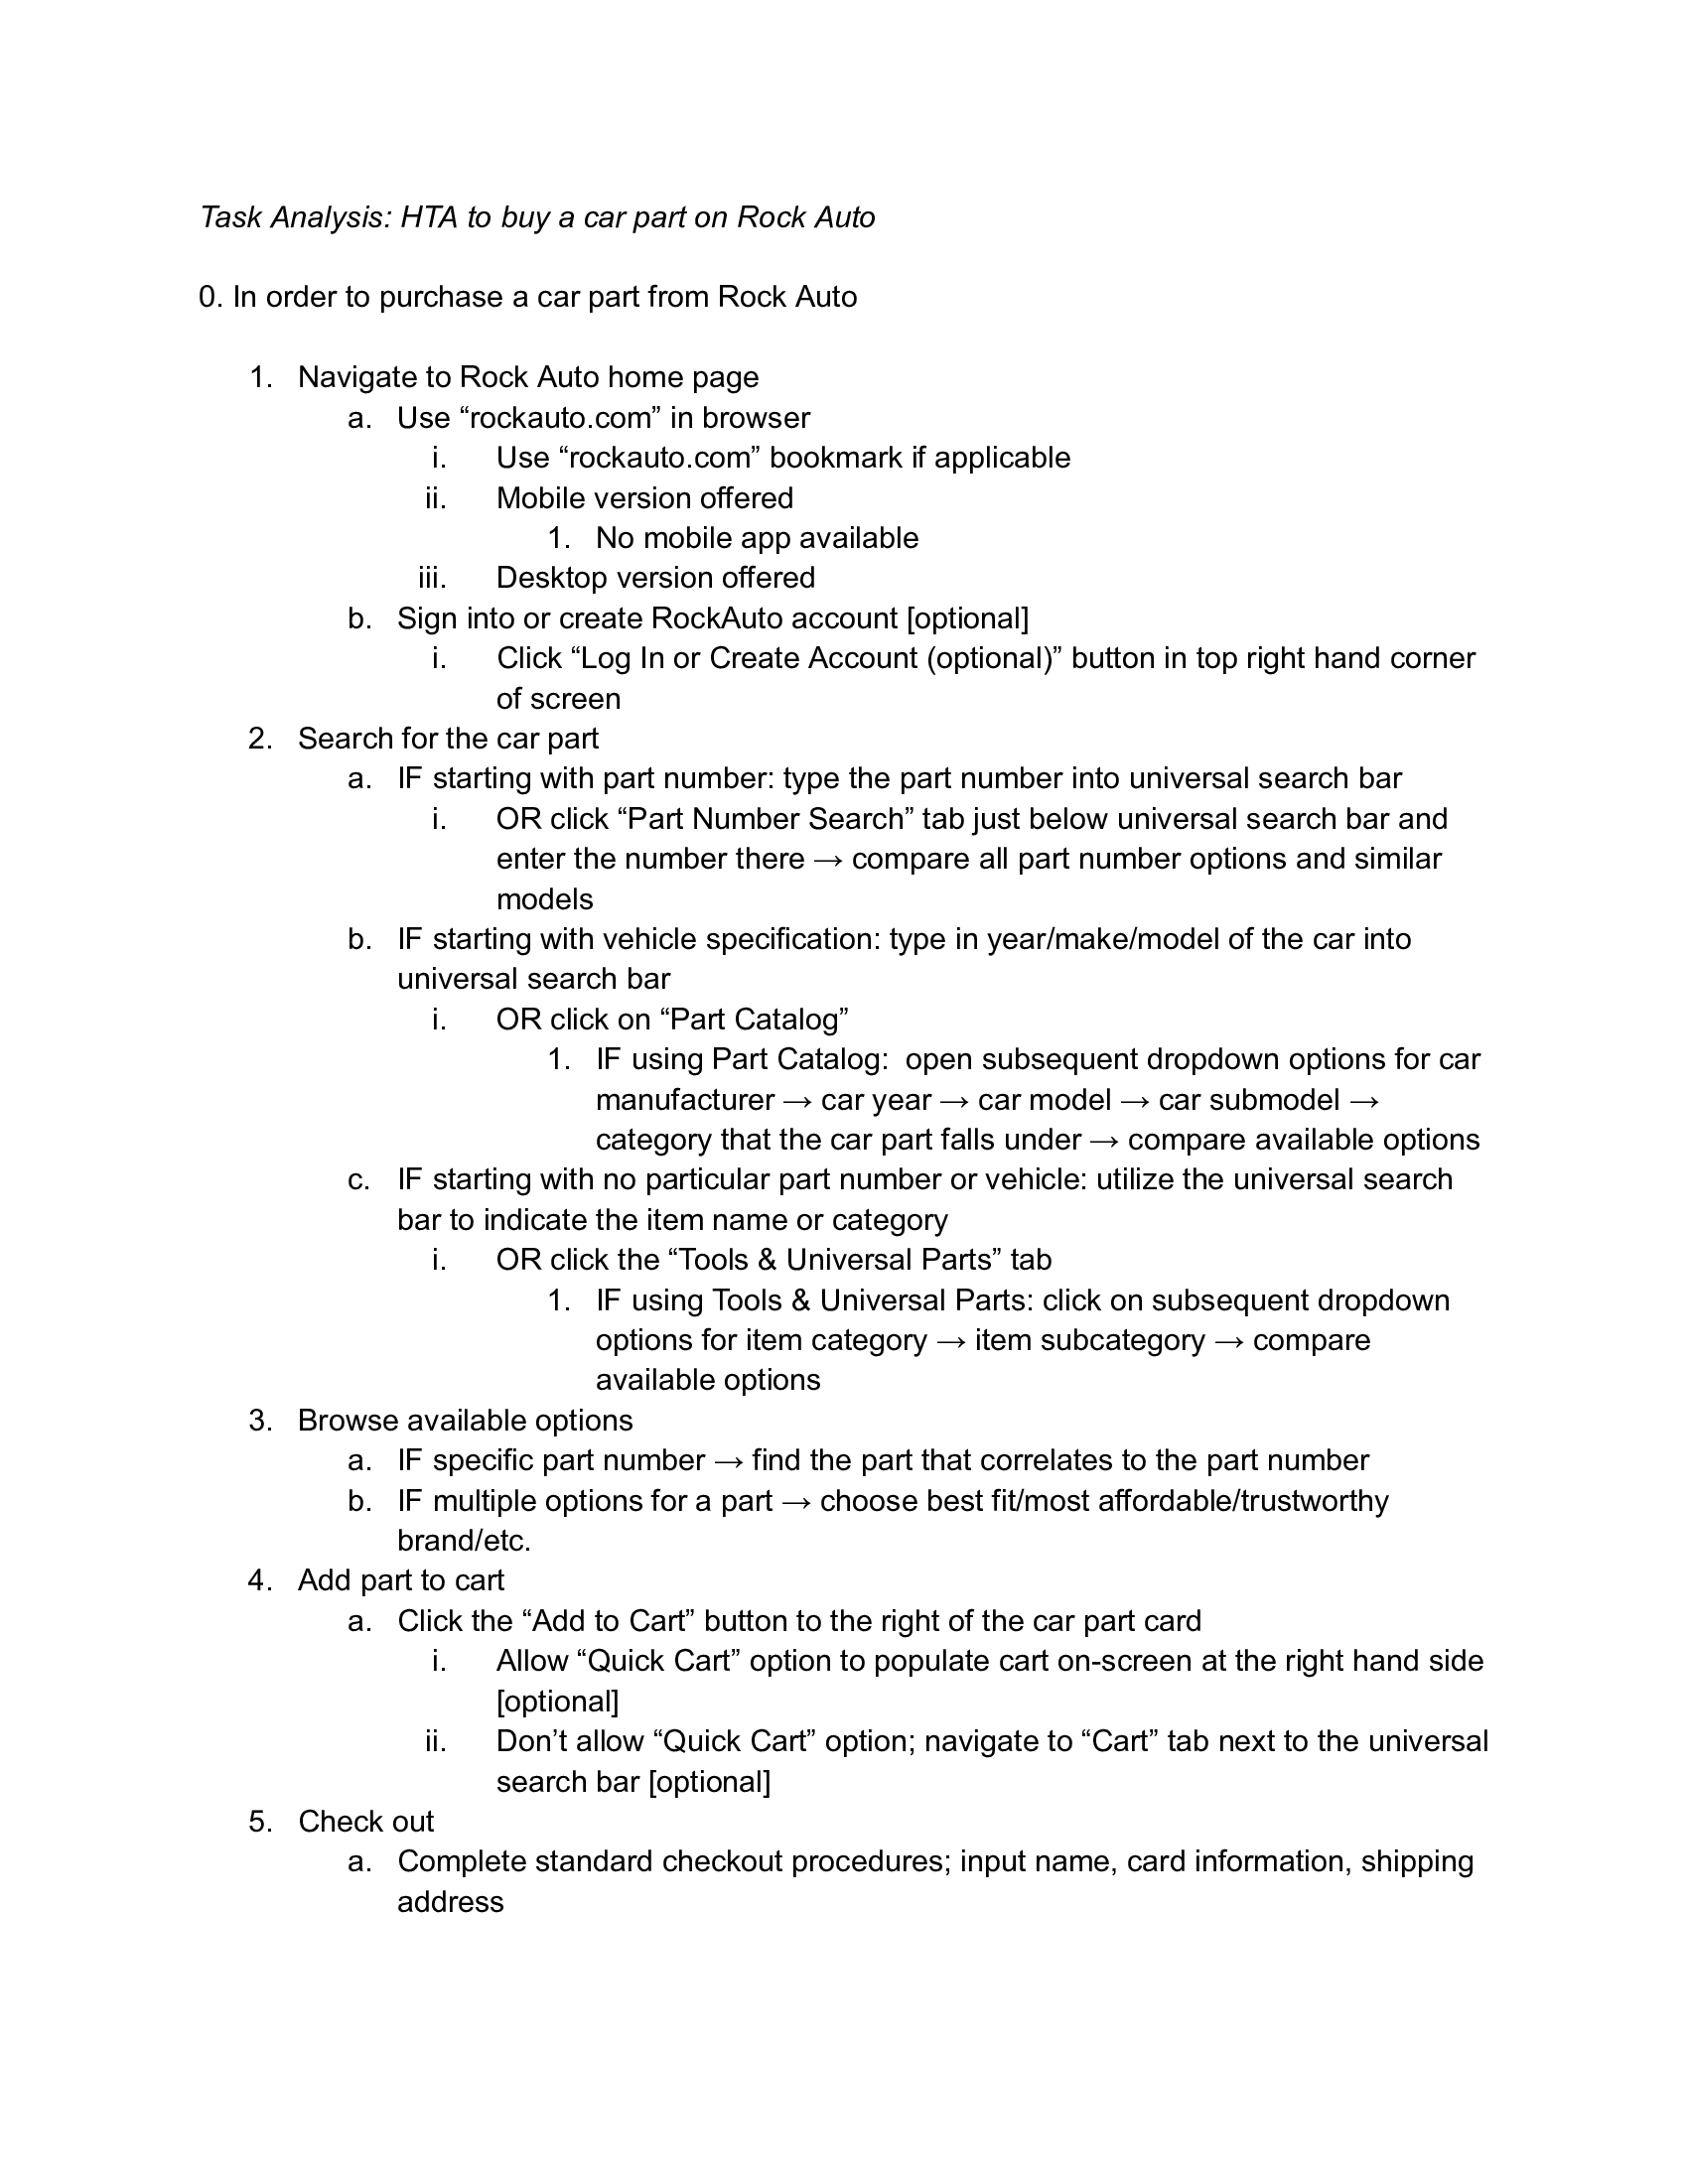 Task Analysis: HTA to buy a car part on Rock Auto
0. In order to purchase a car part from Rock Auto
1. Navigate to Rock Auto home page
a. Use “rockauto.com” in browser
i. Use “rockauto.com” bookmark if applicable
ii. Mobile version offered
1. No mobile app available
iii. Desktop version offered
b. Sign into or create RockAuto account [optional]
i. Click “Log In or Create Account (optional)” button in top right hand corner
of screen
2. Search for the car part
a. IF starting with part number: type the part number into universal search bar
i. OR click “Part Number Search” tab just below universal search bar and
enter the number there → compare all part number options and similar
models
b. IF starting with vehicle specification: type in year/make/model of the car into
universal search bar
i. OR click on “Part Catalog”
1. IF using Part Catalog:  open subsequent dropdown options for car
manufacturer → car year → car model → car submodel →
category that the car part falls under → compare available options
c. IF starting with no particular part number or vehicle: utilize the universal search
bar to indicate the item name or category
i. OR click the “Tools & Universal Parts” tab
1. IF using Tools & Universal Parts: click on subsequent dropdown
options for item category → item subcategory → compare
available options
3. Browse available options
a. IF specific part number → find the part that correlates to the part number
b. IF multiple options for a part → choose best fit/most affordable/trustworthy
brand/etc.
4. Add part to cart
a. Click the “Add to Cart” button to the right of the car part card
i. Allow “Quick Cart” option to populate cart on-screen at the right hand side
[optional]
ii. Don’t allow “Quick Cart” option; navigate to “Cart” tab next to the universal
search bar [optional]
5. Check out
a. Complete standard checkout procedures; input name, card information, shipping
address